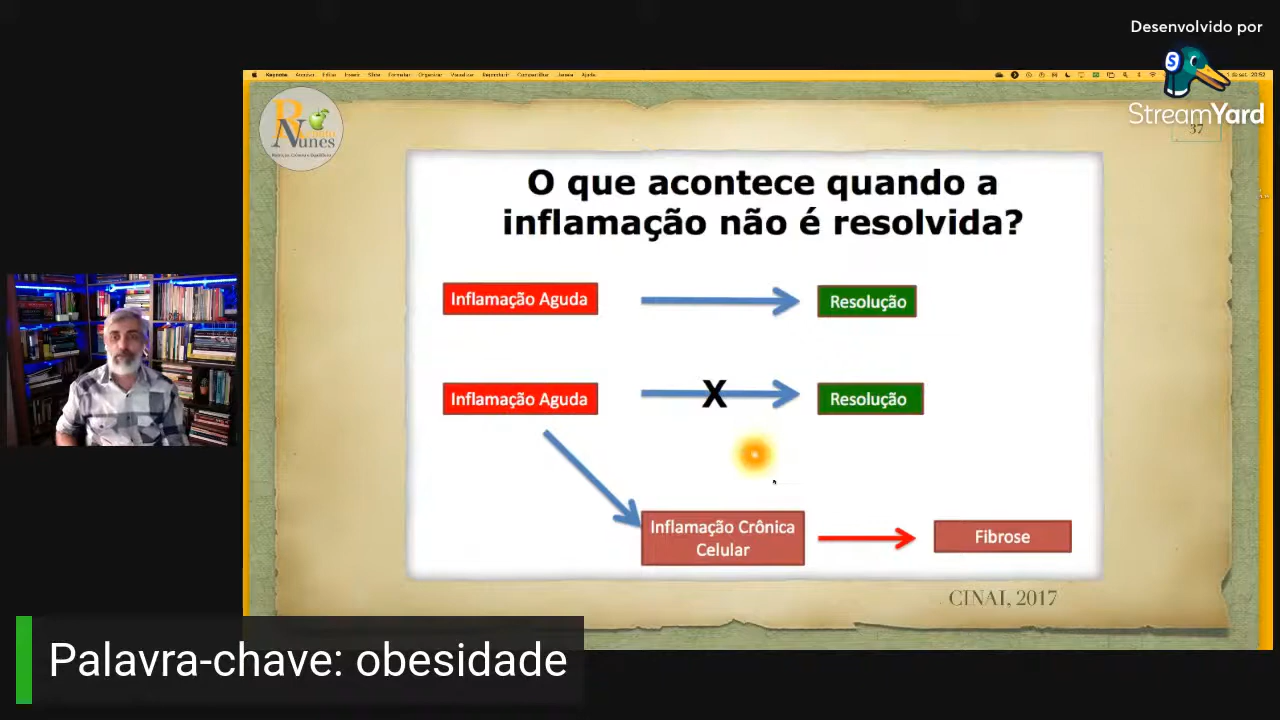 Desenvolvido por
StreamYard
Nunes
37
O que acontece quando a
inflamação não é resolvida?
Inflamação Aguda
Resolução
Inflamação Aguda
X
Resolução
Inflamação Crônica
Celular
Fibrose
CINAI, 2017
Palavra-chave: obesidade